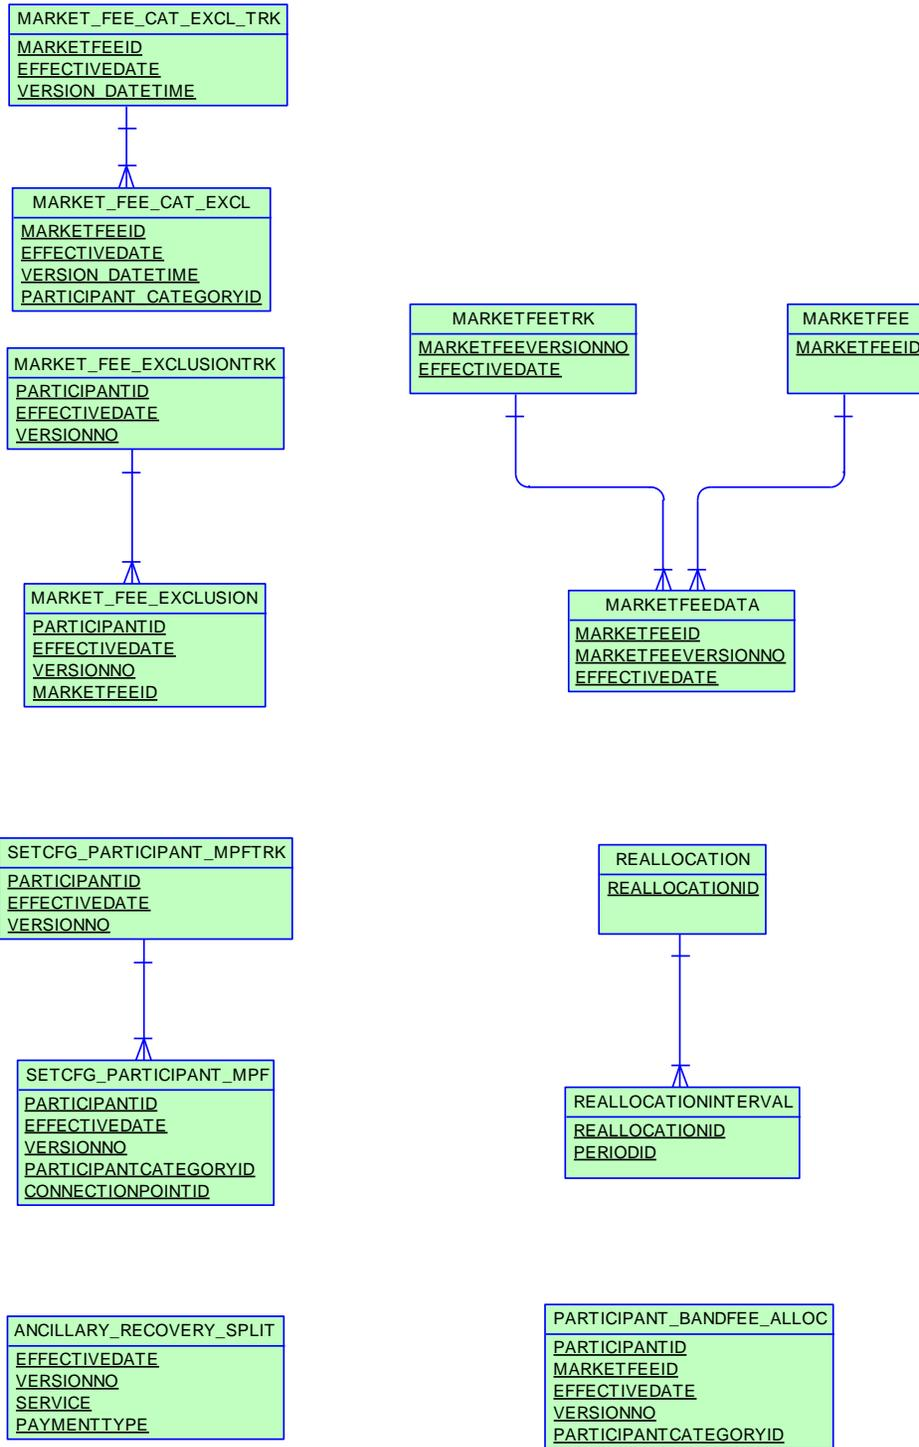 MARKET_FEE_CAT_EXCL_TRK
MARKETFEEID
EFFECTIVEDATE
VERSION_DATETIME
MARKET_FEE_CAT_EXCL
MARKETFEEID
EFFECTIVEDATE
VERSION_DATETIME
PARTICIPANT_CATEGORYID
MARKETFEETRK
MARKETFEEVERSIONNO
EFFECTIVEDATE
MARKETFEE
MARKETFEEID
MARKET_FEE_EXCLUSIONTRK
PARTICIPANTID
EFFECTIVEDATE
VERSIONNO
MARKET_FEE_EXCLUSION
PARTICIPANTID
EFFECTIVEDATE
VERSIONNO
MARKETFEEID
MARKETFEEDATA
MARKETFEEID
MARKETFEEVERSIONNO
EFFECTIVEDATE
SETCFG_PARTICIPANT_MPFTRK
PARTICIPANTID
EFFECTIVEDATE
VERSIONNO
REALLOCATION
REALLOCATIONID
SETCFG_PARTICIPANT_MPF
PARTICIPANTID
EFFECTIVEDATE
VERSIONNO
PARTICIPANTCATEGORYID
CONNECTIONPOINTID
REALLOCATIONINTERVAL
REALLOCATIONID
PERIODID
ANCILLARY_RECOVERY_SPLIT
EFFECTIVEDATE
VERSIONNO
SERVICE
PAYMENTTYPE
PARTICIPANT_BANDFEE_ALLOC
PARTICIPANTID
MARKETFEEID
EFFECTIVEDATE
VERSIONNO
PARTICIPANTCATEGORYID